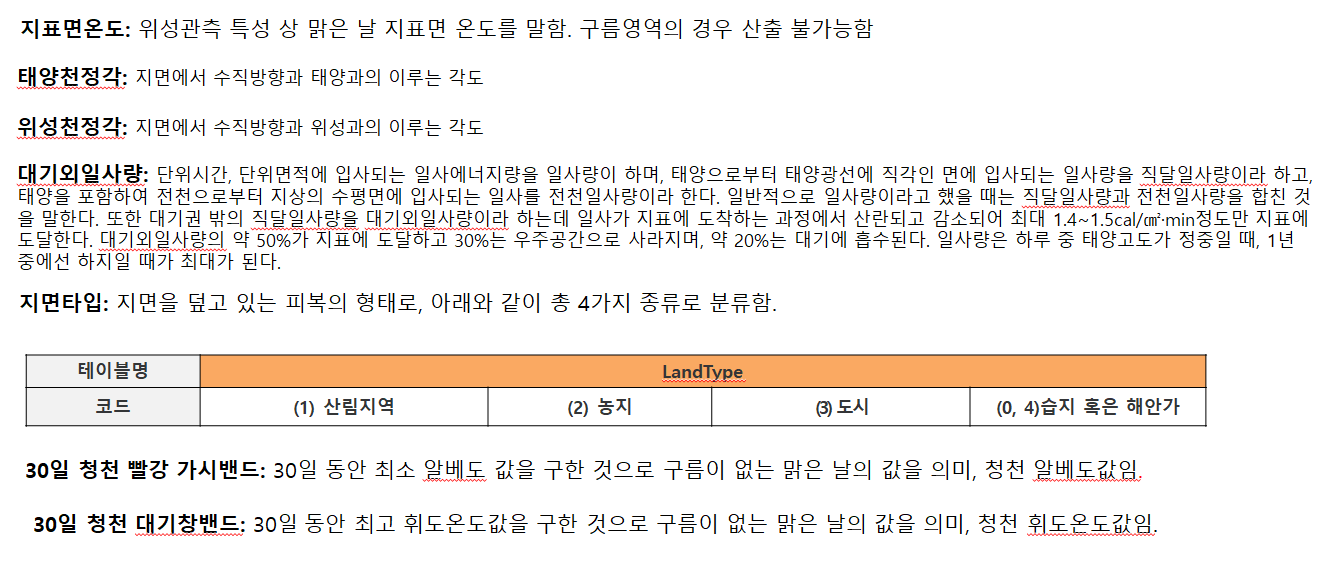 지표면온도: 위성관측 특성 상 맑은 날 지표면 온도를 말함. 구름영역의 경우 산출 불가능함
태양천정각: 지면에서 수직방향과 태양과의 이루는 각도
위성천정각: 지면에서 수직방향과 위성과의 이루는 각도
대기외일사량: 단위시간, 단위면적에 입사되는 일사에너지량을 일사량이 하며, 태양으로부터 태양광선에 직각인 면에 입사되는 일사량을 직달일사량이라 하고,
태양을 포함하여 전천으로부터 지상의 수평면에 입사되는 일사를 전천일사량이라 한다. 일반적으로 일사량이라고 했을 때는 직달일사량과 전천일사량을 합친 것
을 말한다. 또한 대기권 밖의 직달일사량을 대기외일사량이라 하는데 일사가 지표에 도착하는 과정에서 산란되고 감소되어 최대 1.4~1.5cal/㎠·min정도만 지표에
도달한다. 대기외일사량의 약 50%가 지표에 도달하고 30%는 우주공간으로 사라지며, 약 20%는 대기에 흡수된다. 일사량은 하루 중 태양고도가 정중일 때, 1년
중에선 하지일 때가 최대가 된다.
지면타입: 지면을 덮고 있는 피복의 형태로, 아래와 같이 총 4가지 종류로 분류함.
테이블명 LandType
코드 (1) 산림지역 (2) 농지 (3) 도시 (0, 4)습지 혹은 해안가
30일 청천 빨강 가시밴드: 30일 동안 최소 알베도 값을 구한 것으로 구름이 없는 맑은 날의 값을 의미, 청천 알베도값임.
30일 청천 대기창밴드: 30일 동안 최고 휘도온도값을 구한 것으로 구름이 없는 맑은 날의 값을 의미, 청천 휘도온도값임.